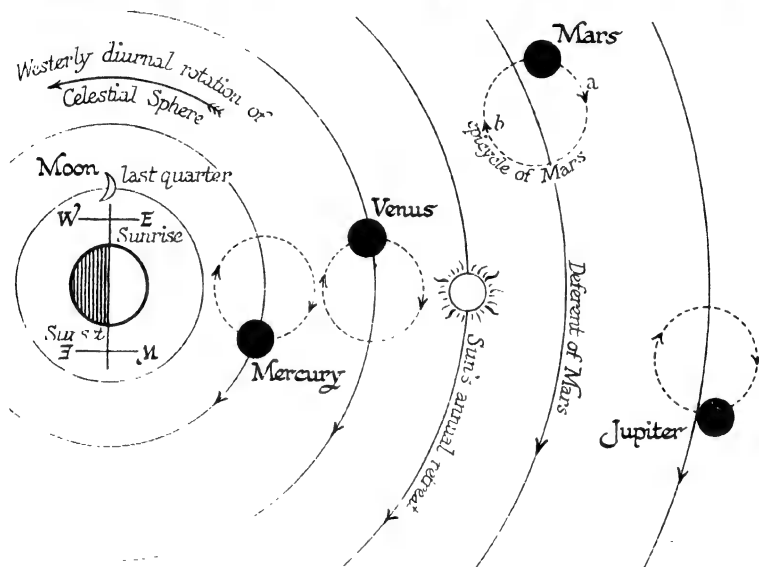 Mars
Westerly diurnal rotation of
Celestial Sphere
a
b
epicycle of Mars
Moon
last quarter
W E
Sunrise
Venus
Sunset
E W
Mercury
Sun's annual retreat
Deferent of Mars
Jupiter